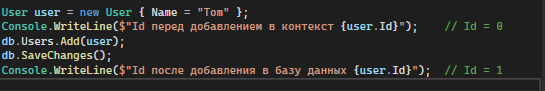 User user = new User { Name = "Tom" };
Console.WriteLine($"Id перед добавлением в контекст {user.Id}");    // Id = 0
db.Users.Add(user);
db.SaveChanges();
Console.WriteLine($"Id после добавления в базу данных {user.Id}");  // Id = 1